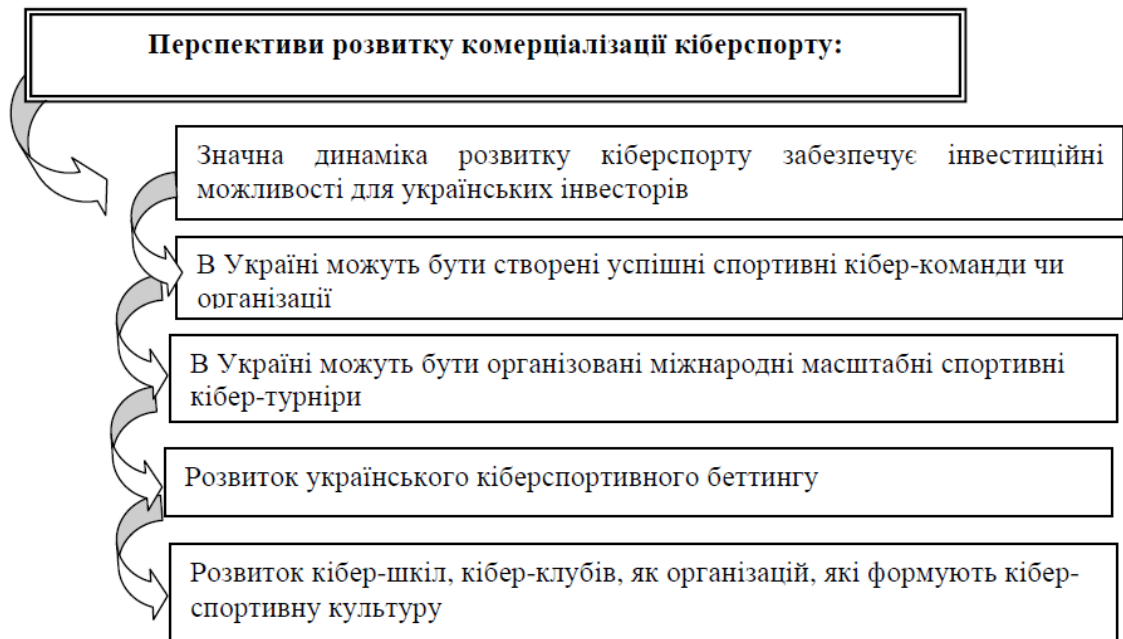 Перспективи розвитку комерціалізації кіберспорту:
Значна динаміка розвитку кіберспорту забезпечує інвестиційні
можливості для українських інвесторів
В Україні можуть бути створені успішні спортивні кібер-команди чи
організації
В Україні можуть бути організовані міжнародні масштабні спортивні
кібер-турніри
Розвиток українського кіберспортивного беттингу
Розвиток кібер-шкіл, кібер-клубів, як організацій, які формують кібер-
спортивну культуру